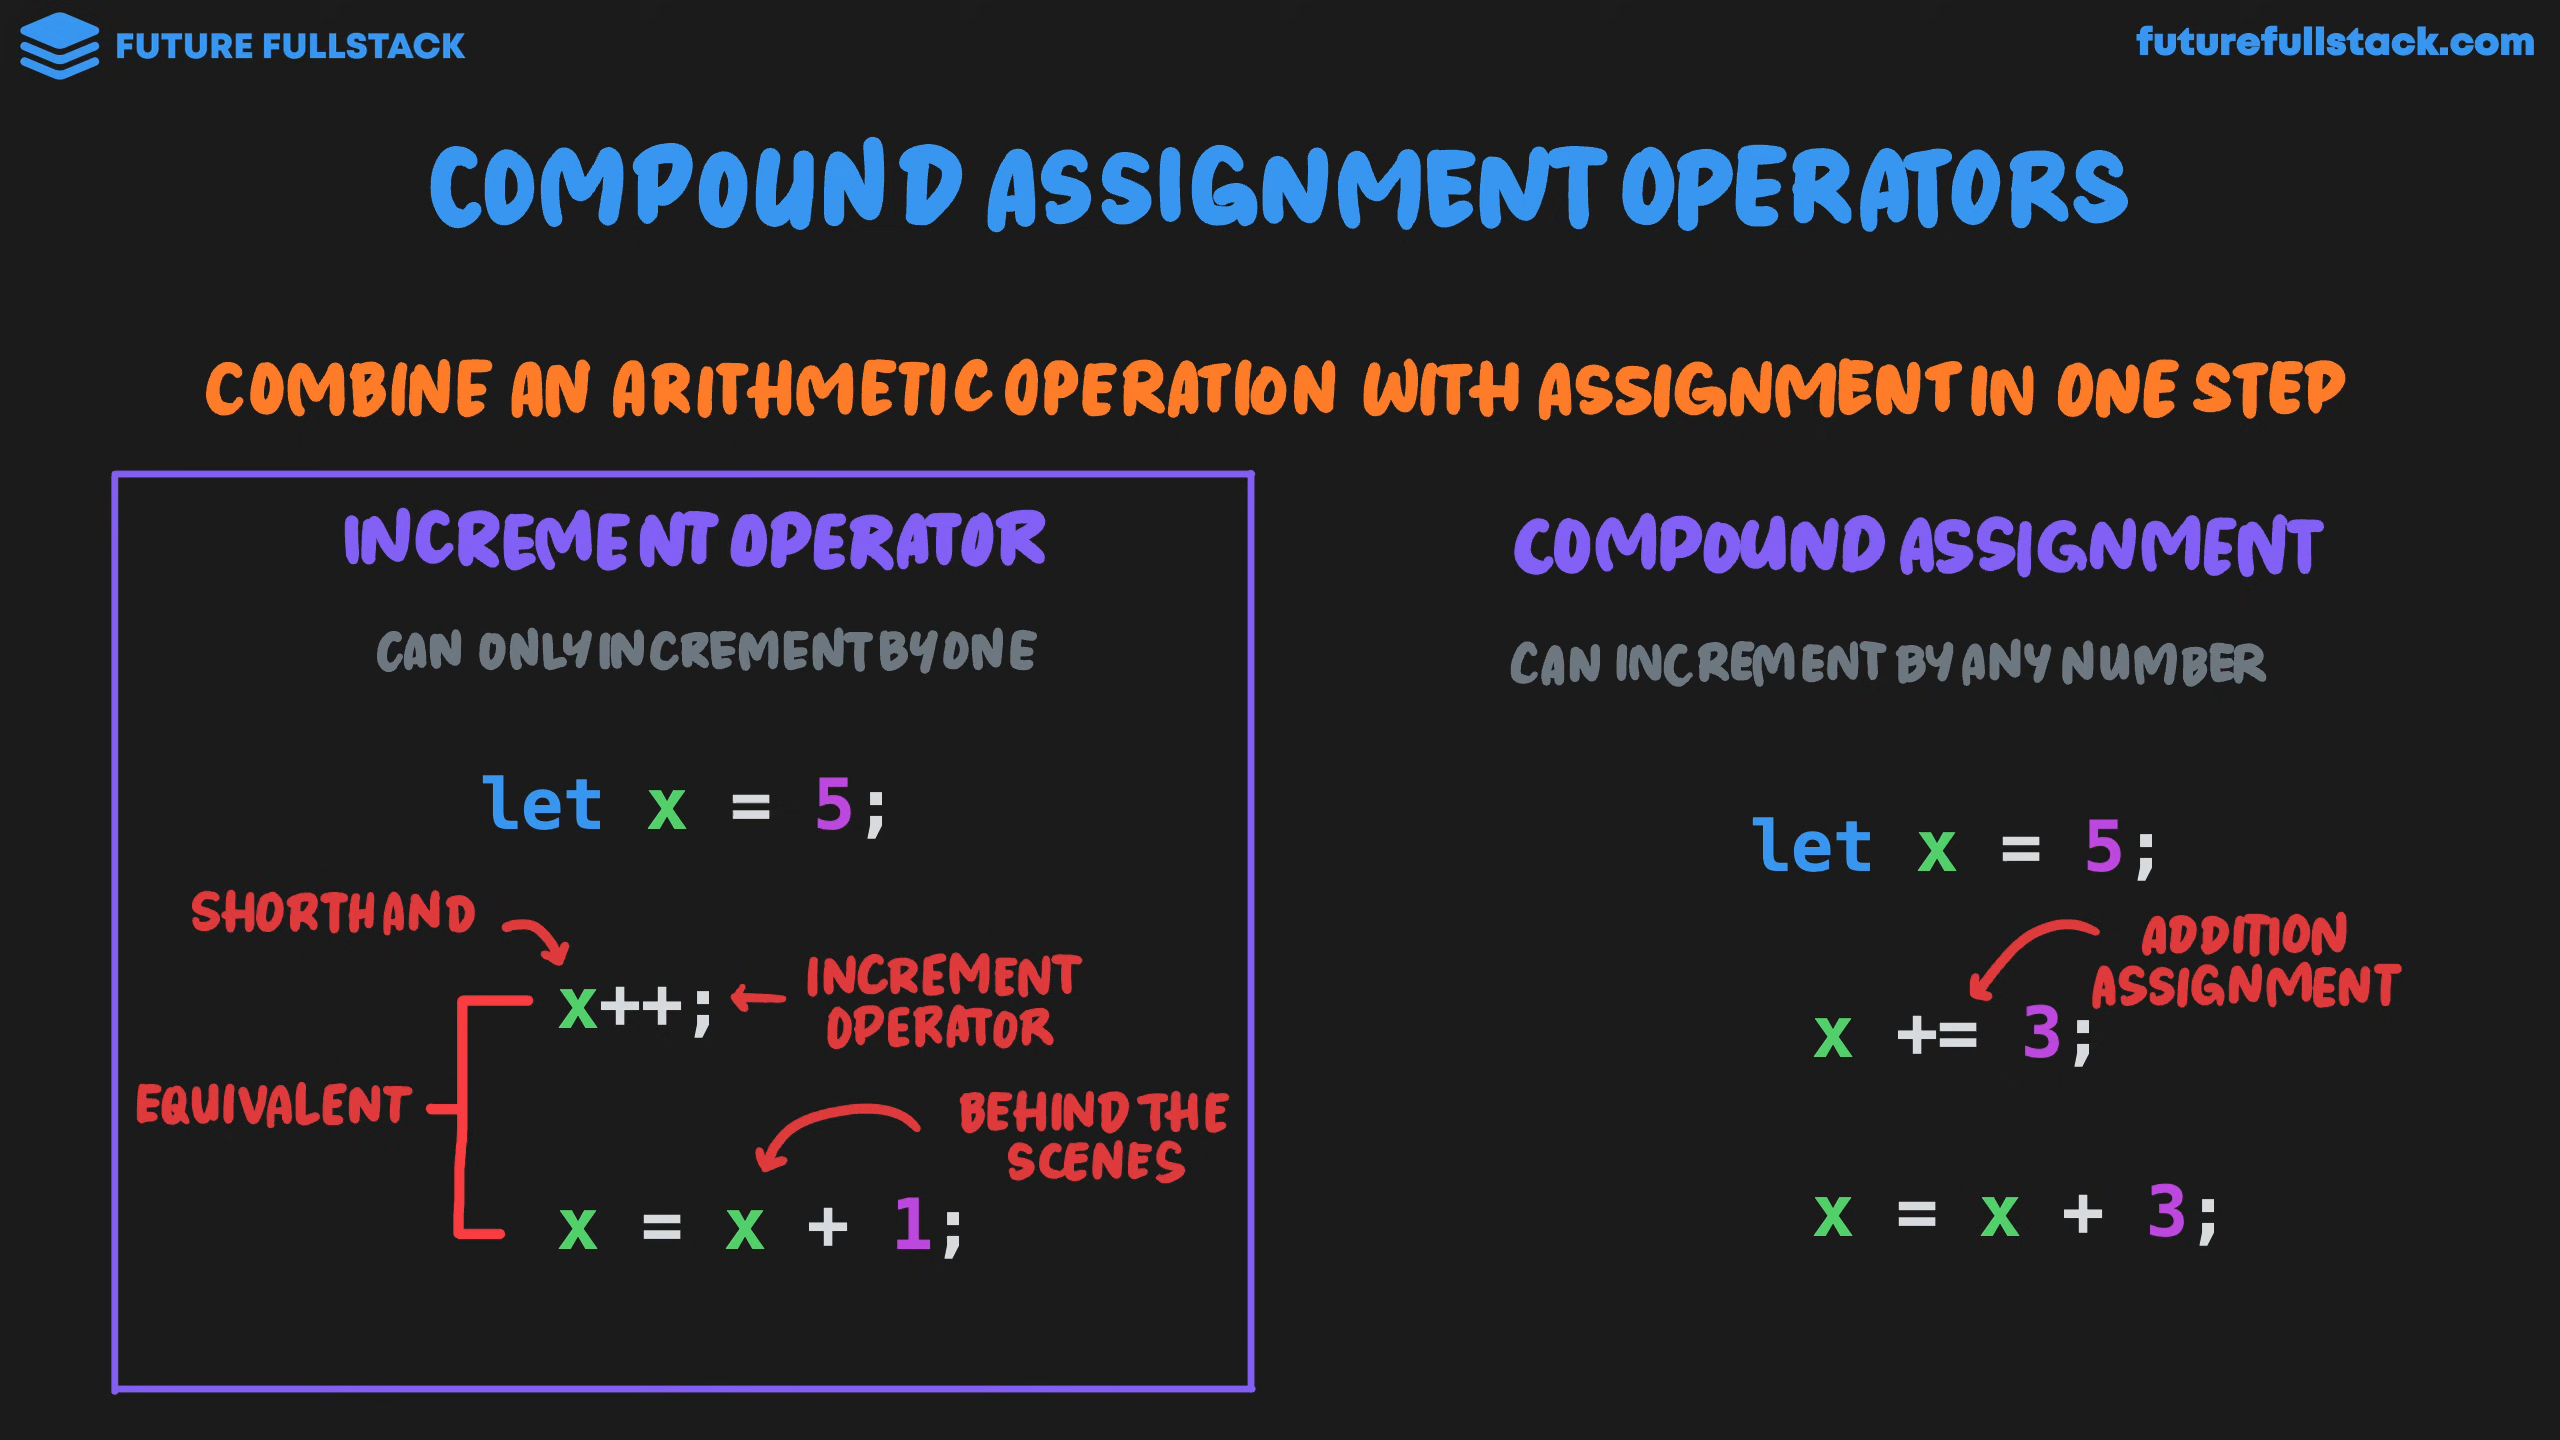 FUTURE FULLSTACK
futurefullstack.com
COMPOUND ASSIGNMENT OPERATORS
COMBINE AN ARITHMETIC OPERATION WITH ASSIGNMENT IN ONE STEP
INCREMENT OPERATOR
CAN ONLY INCREMENT BY ONE
let x = 5;
SHORTHAND
x++;
INCREMENT
OPERATOR
EQUIVALENT
BEHIND THE
SCENES
x = x + 1;
COMPOUND ASSIGNMENT
CAN INCREMENT BY ANY NUMBER
let x = 5;
ADDITION
ASSIGNMENT
x += 3;
x = x + 3;